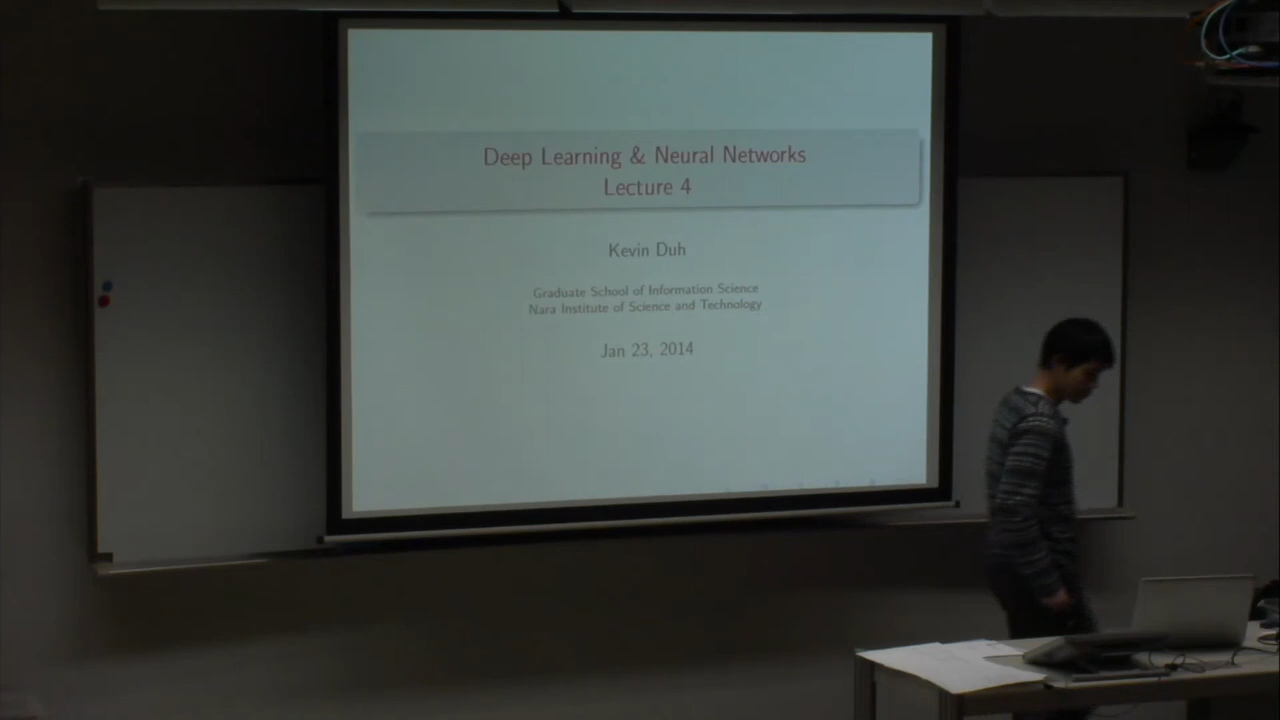 Deep Learning & Neural Networks
Lecture 4
Kevin Duh
Graduate School of Information Science
Nara Institute of Science and Technology
Jan 23, 2014